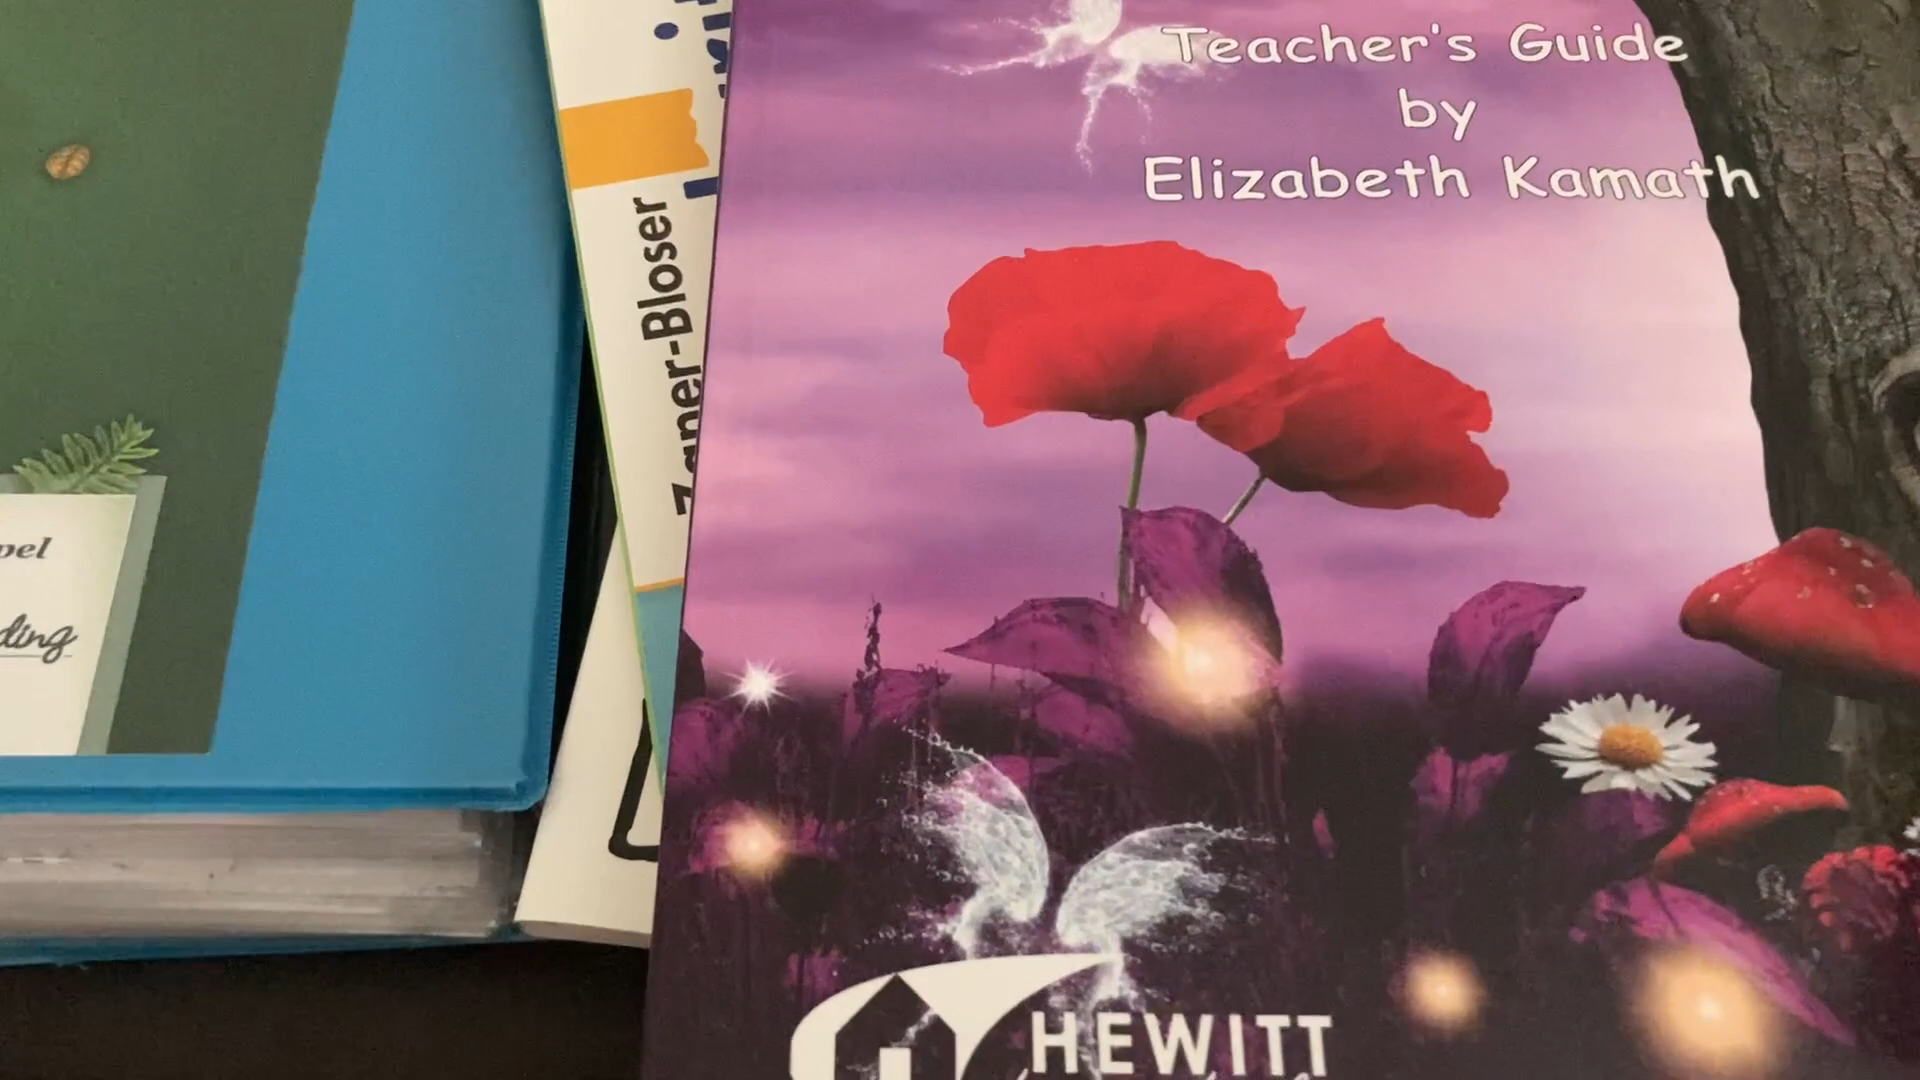 Teacher's Guide
by
Elizabeth Kamath
Zaner-Bloser
HEWITT